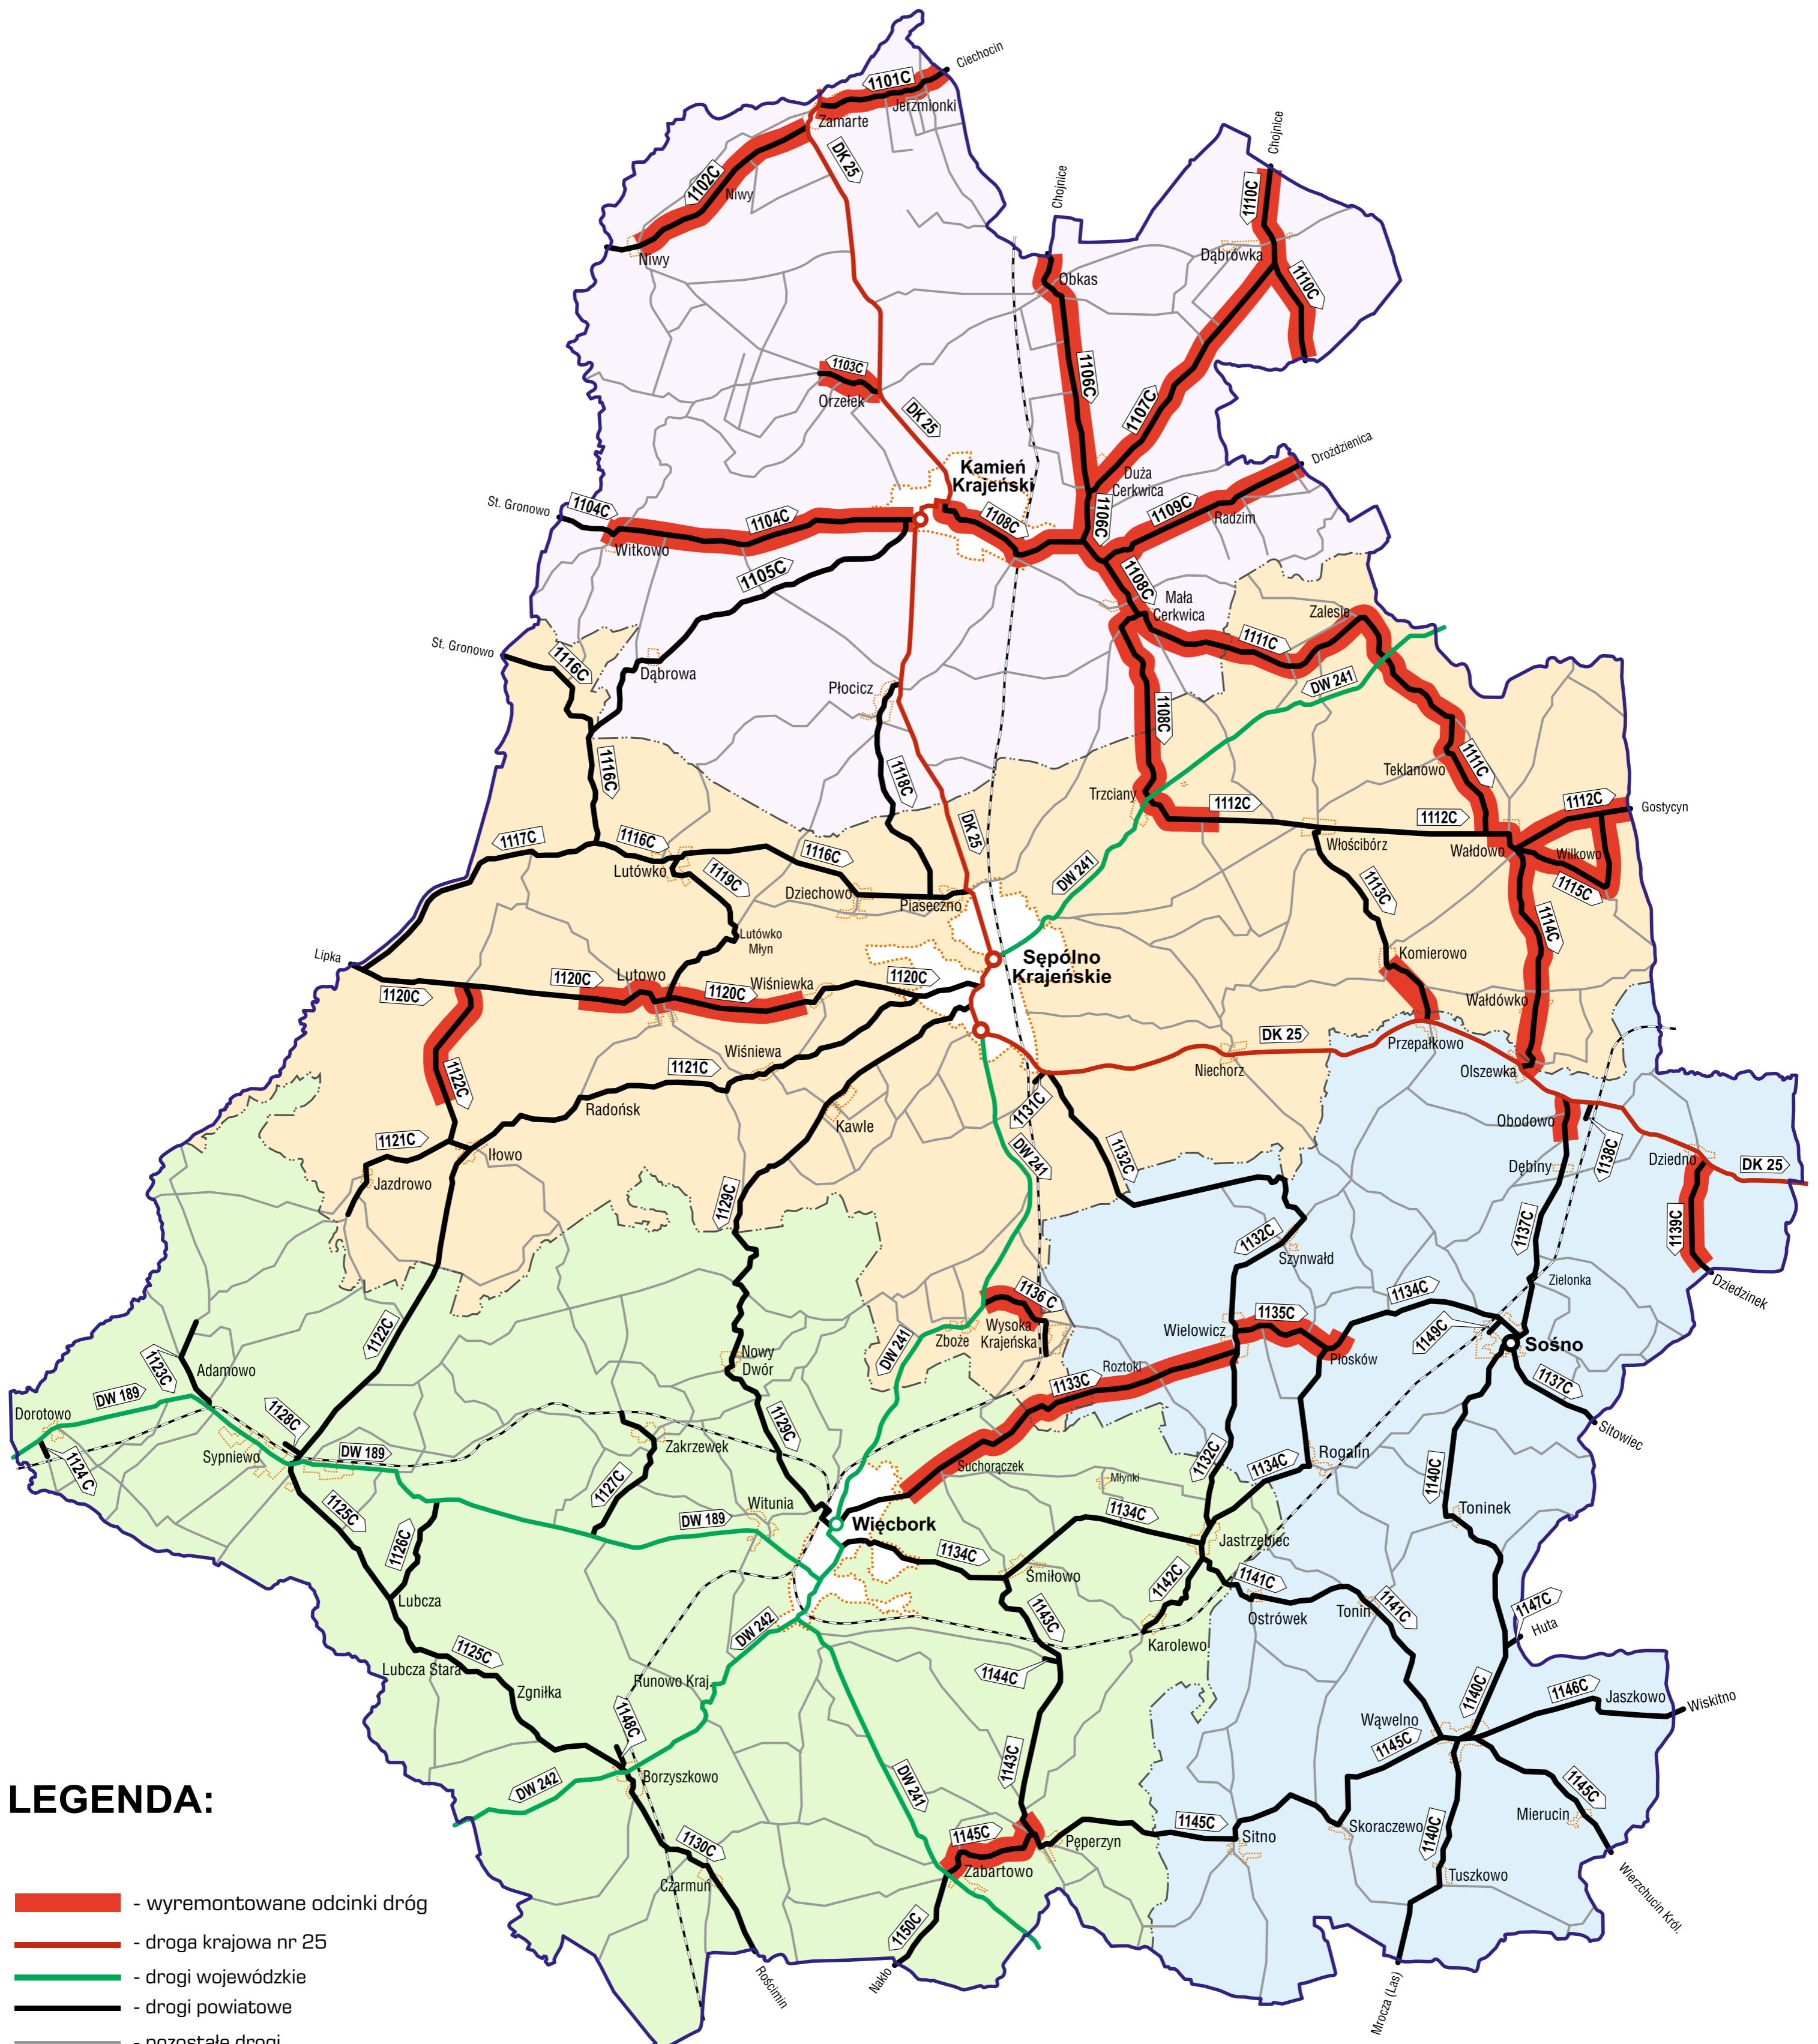 Ciechocin
1101C
Jerzmionki
Zamarte
DK 25
1102C
Niwy
Niwy
Chojnice
Chojnice
1110C
Dąbrówka
1110C
Obkas
1103C
Orzełek
1106C
1107C
DK 25
Kamień
Krajeński
Duża
Cerkwica
Drożdzienica
St. Gronowo
1104C
1104C
1108C
1106C
1109C
Radzim
Witkowo
1105C
1108C
Mała
Cerkwica
Zalesie
St. Gronowo
1116C
Dąbrowa
1111C
DW 241
Płocicz
1108C
1116C
1118C
Teklanowo
1111C
Trzciany
1112C
1112C
1112C
Gostycyn
1117C
1116C
1116C
DK 25
Włościbórz
Wałdowo
Wilkowo
Lutówko
1119C
Dziechowo
Piaseczno
DW 241
1113C
1115C
1114C
Lutówko
Młyn
Lipka
Sępólno
Krajeńskie
Komierowo
1120C
1120C
Lutowo
1120C
Wiśniewka
1120C
Wałdówko
DK 25
Przepałkowo
Wiśniewa
Niechorz
Olszewka
1122C
1121C
Radońsk
Kawle
1131C
Obodowo
1138C
1121C
Iłowo
DW 241
1132C
Dębiny
Dziedno
DK 25
Jazdrowo
1129C
1137C
1139C
1132C
Szynwałd
Zielonka
Dziedzinek
1136 C
1134C
Wysoka
Krajeńska
Zboże
Wielowicz
1135C
1149C
Sośno
1122C
DW 241
Nowy
Dwór
Roztoki
Płosków
1123C
Adamowo
1133C
1137C
DW 189
Dorotowo
1128C
1129C
Sitowiec
Sypniewo
DW 189
Zakrzewek
Suchorączek
1132C
1134C
Rogalin
1124 C
1127C
Młynki
1140C
1125C
Witunia
DW 189
Więcbork
1134C
Toninek
1126C
1134C
Jastrzębiec
Śmiłowo
1142C
1141C
Lubcza
Ostrówek
Tonin
1141C
1147C
Huta
1143C
DW 242
Karolewo
1125C
Lubcza Stara
Zgniłka
Runowo Kraj.
1144C
1140C
1146C
Jaszkowo
Wiskitno
1148C
Wąwelno
1145C
1143C
Borzyszkowo
DW 242
DW 241
1145C
Mierucin
LEGENDA:
1130C
1145C
Pęperzyn
1145C
Sitno
Skoraczewo
1140C
Zabartowo
Tuszkowo
Wierzchucin Król.
Czarmuń
1150C
- wyremontowane odcinki dróg
- droga krajowa nr 25
- drogi wojewódzkie
- drogi powiatowe
- pozostałe drogi
Rościmin
Nakło
Mrocza (Las)